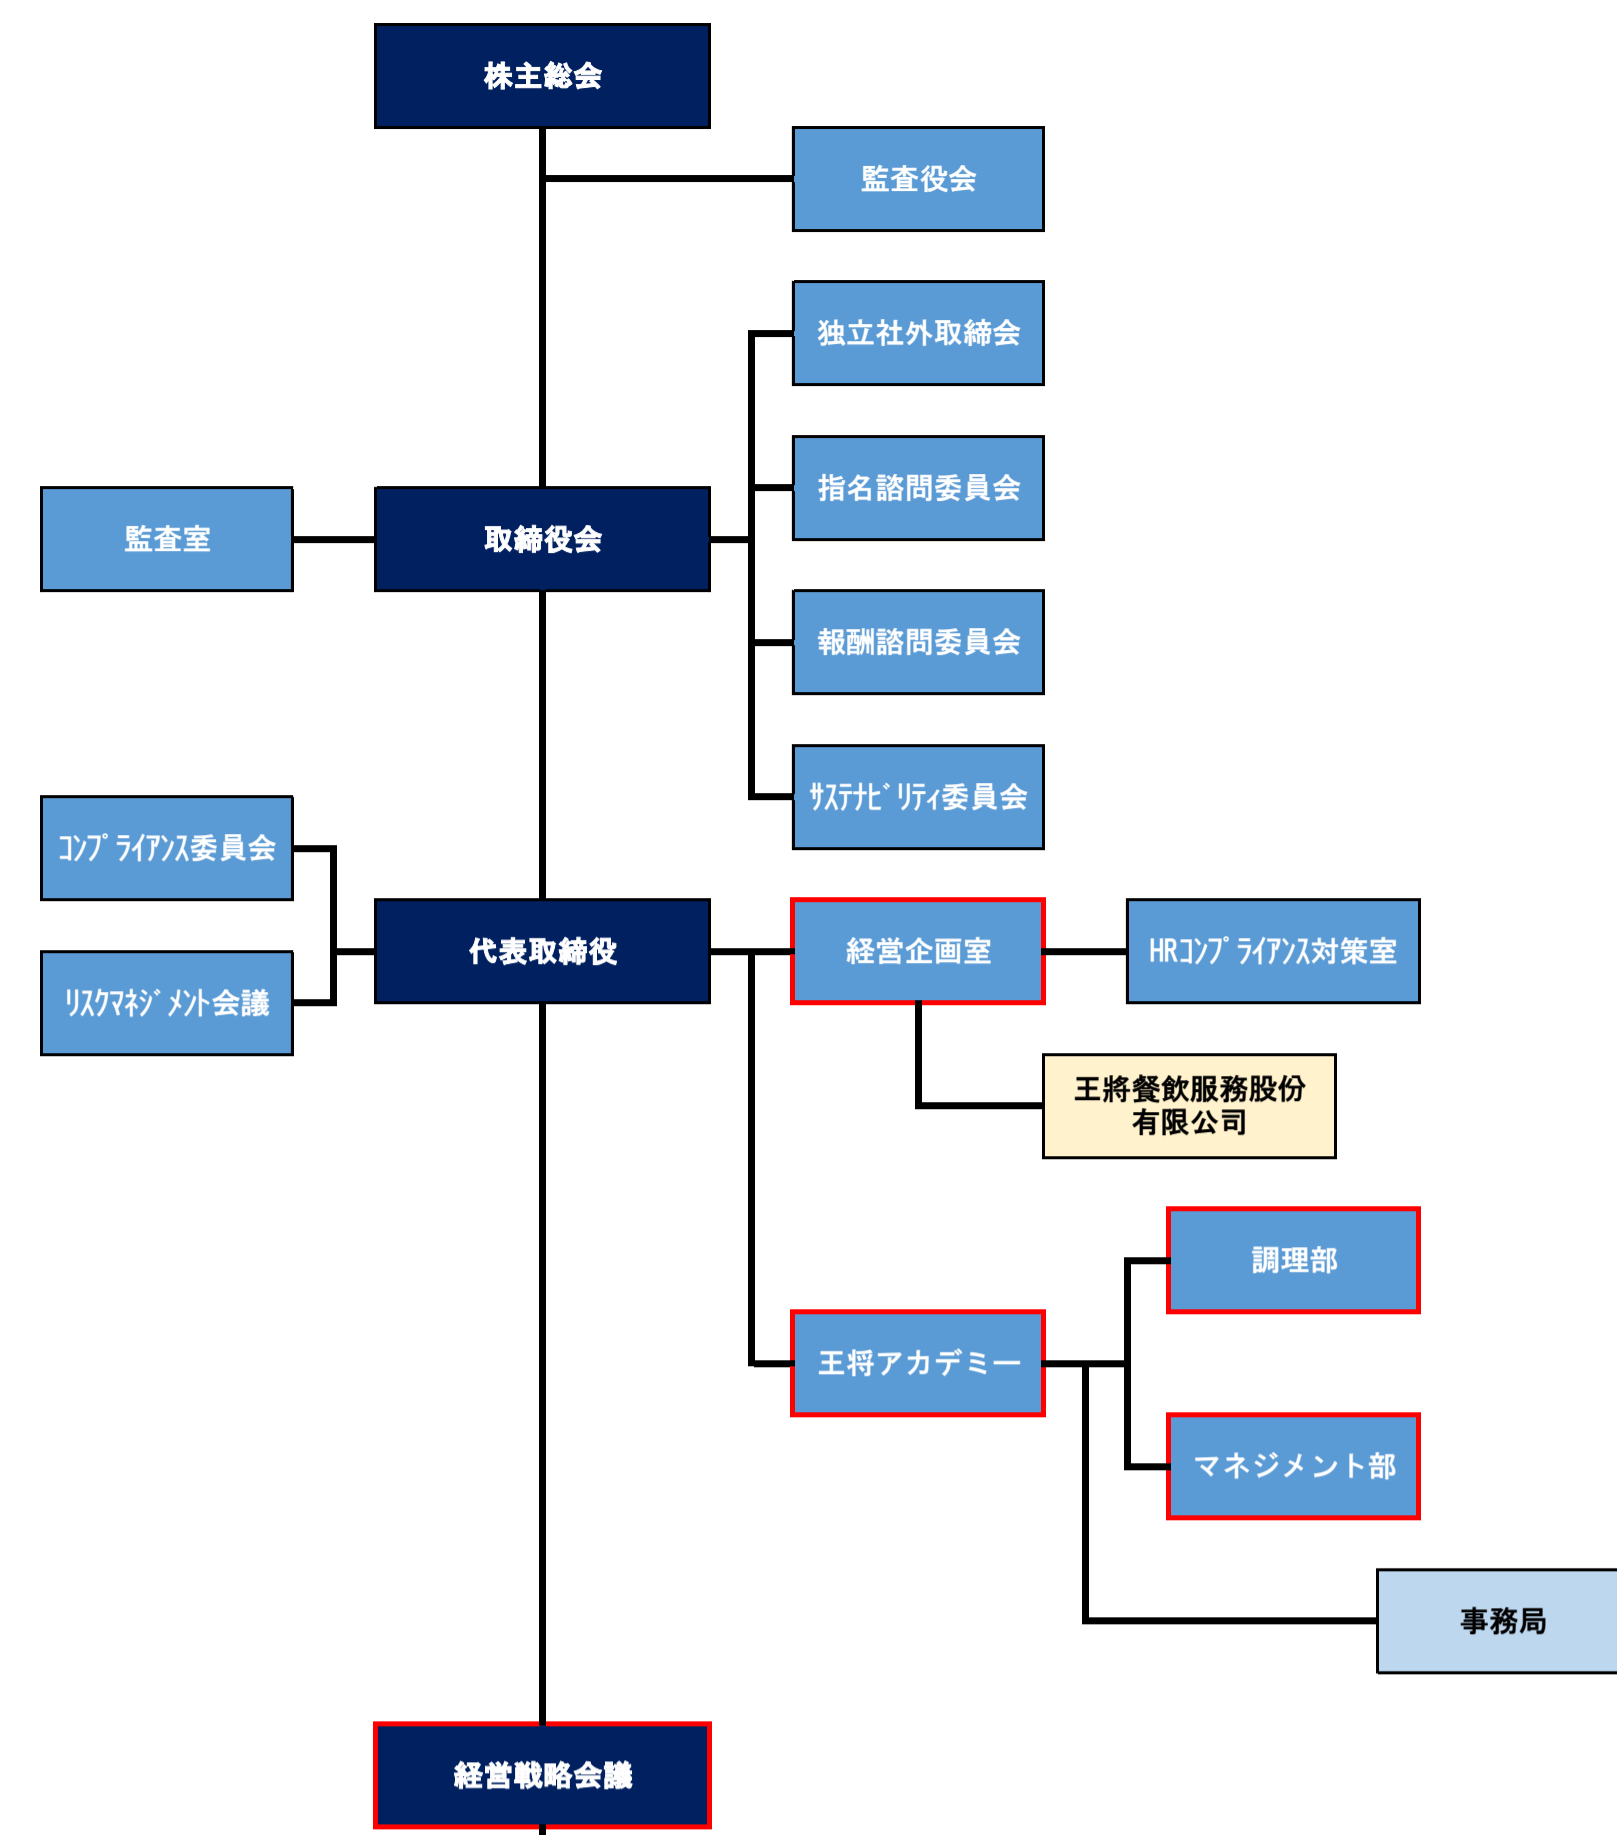 株主総会
監査役会
独立社外取締会
指名諮問委員会
監査室
取締役会
報酬諮問委員会
ｻｽﾃﾅﾋﾞﾘﾃｨ委員会
ｺﾝﾌﾟﾗｲｱﾝｽ委員会
代表取締役
経営企画室
HRｺﾝﾌﾟﾗｲｱﾝｽ対策室
ﾘｽｸﾏﾈｼﾞﾒﾝﾄ会議
王將餐飲服務股份
有限公司
調理部
王将アカデミー
マネジメント部
事務局
経営戦略会議